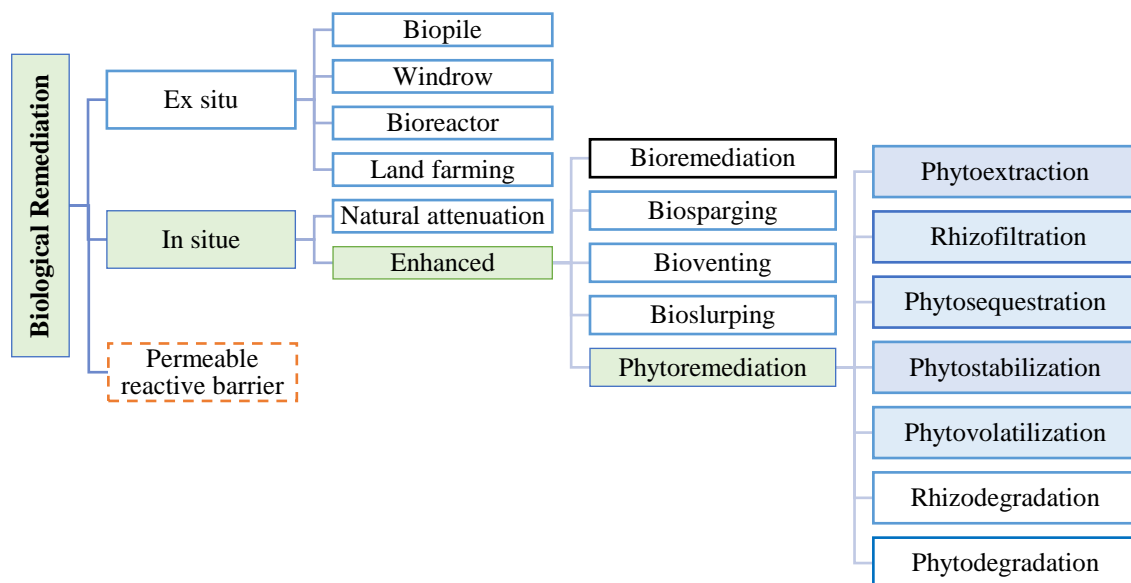 Biological Remediation
Ex situ
In situe
Permeable
reactive barrier
Biopile
Windrow
Bioreactor
Land farming
Natural attenuation
Enhanced
Bioremediation
Biosparging
Bioventing
Bioslurping
Phytoremediation
Phytoextraction
Rhizofiltration
Phytosequestration
Phytostabilization
Phytovolatilization
Rhizodegradation
Phytodegradation